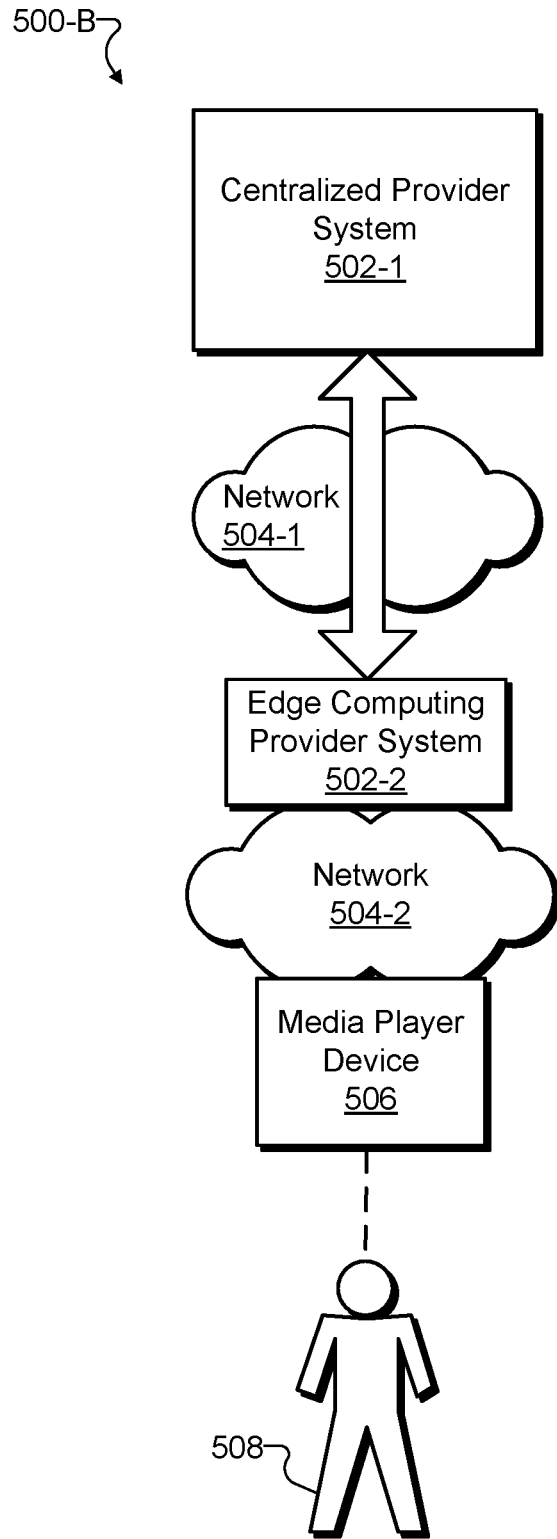 500-B
Centralized Provider
System
502-1
Network
504-1
Edge Computing
Provider System
502-2
Network
504-2
Media Player
Device
506
508